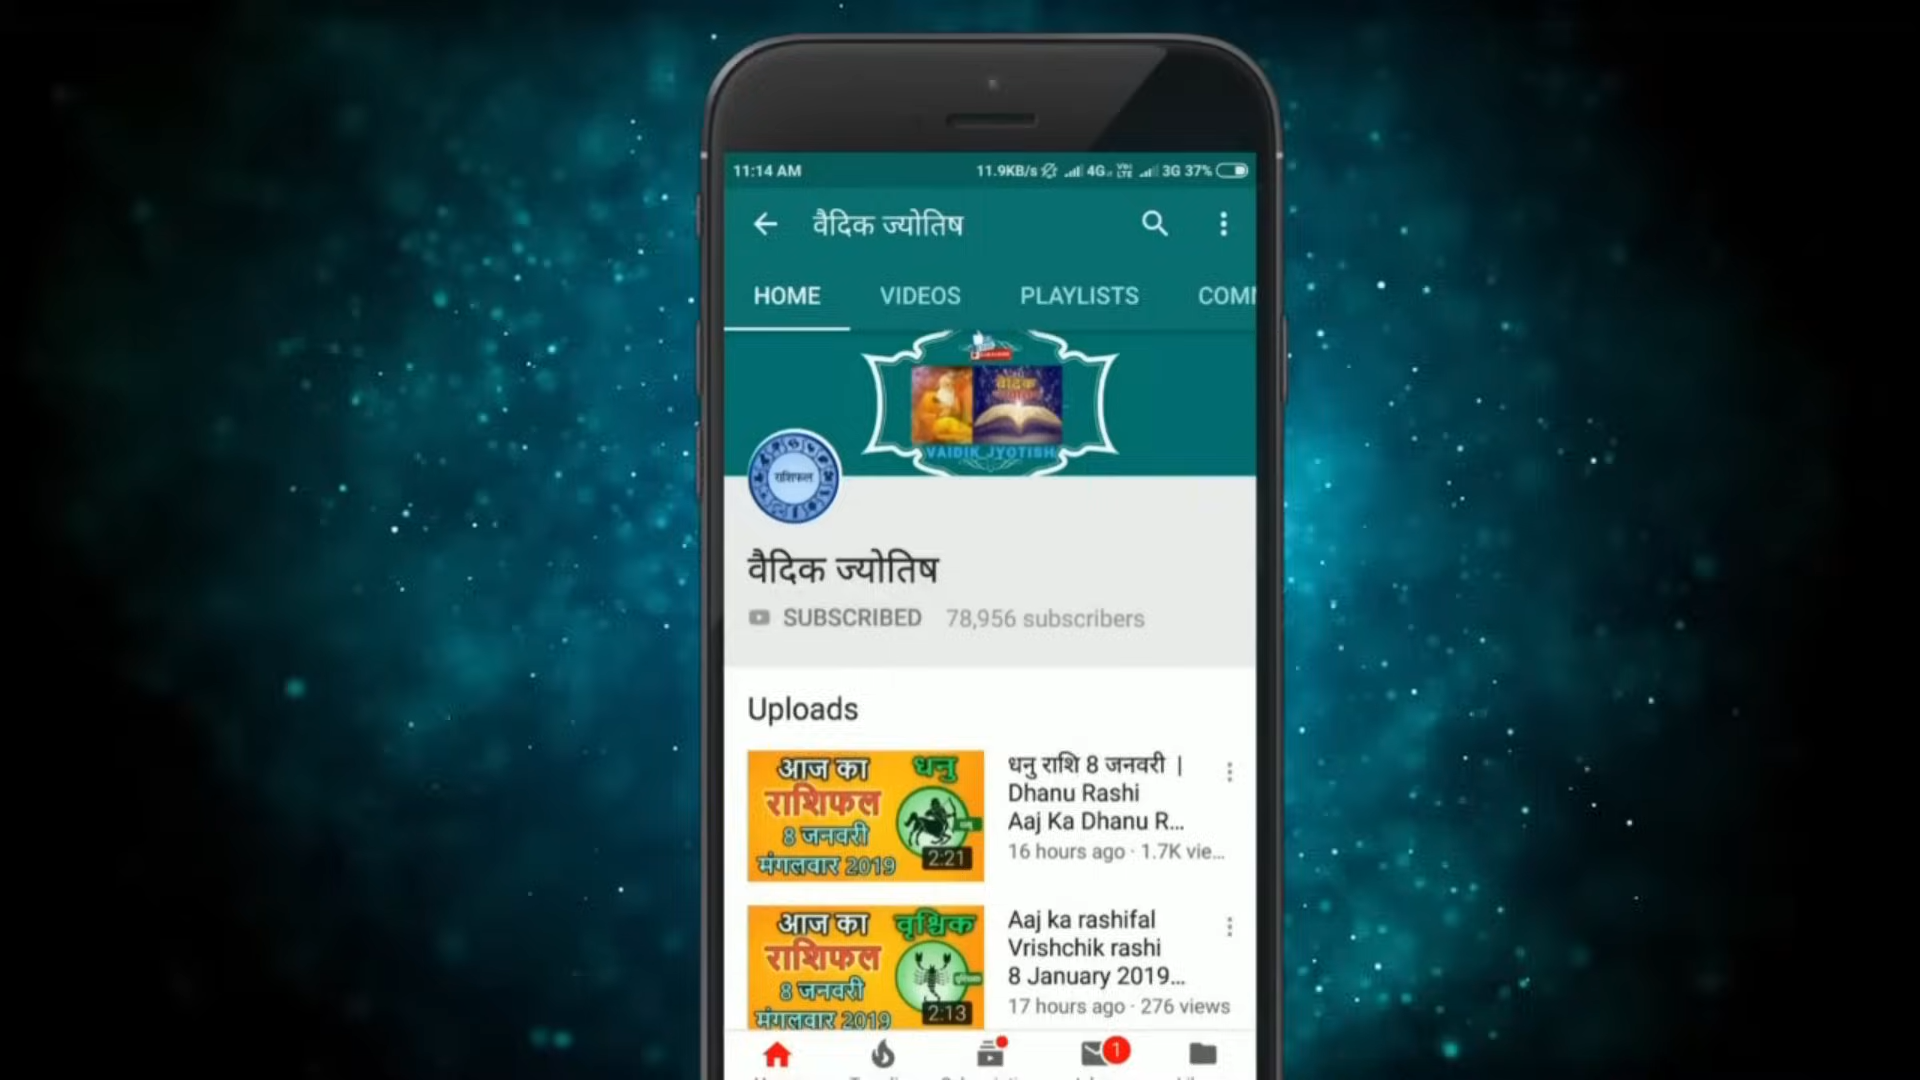 11:14 AM 11.9KB/s 4G VoLTE 3G 37%
वैदिक ज्योतिष
HOME VIDEOS PLAYLISTS COM
वैदिक
VAIDIK JYOTISH
राशिफल
वैदिक ज्योतिष
SUBSCRIBED 78,956 subscribers
Uploads
आज का धनु
राशिफल
8 जनवरी
मंगलवार 2019
2:21
धनु राशि 8 जनवरी |
Dhanu Rashi
Aaj Ka Dhanu R...
16 hours ago · 1.7K vie...
आज का वृश्चिक
राशिफल
8 जनवरी
मंगलवार 2019
2:13
Aaj ka rashifal
Vrishchik rashi
8 January 2019...
17 hours ago · 276 views
1